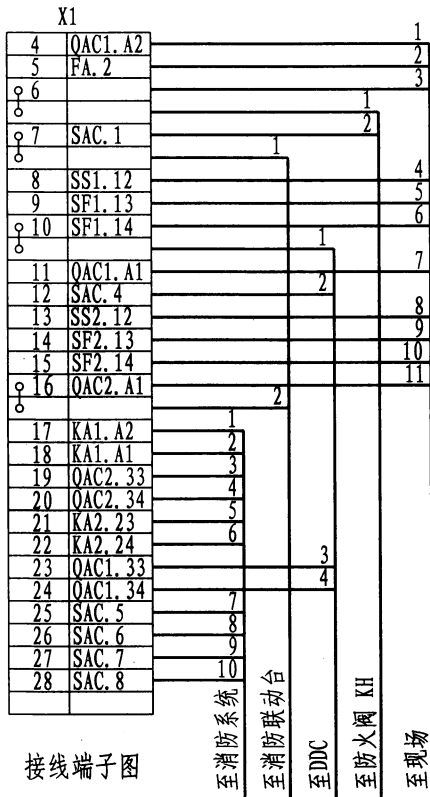 X1
4 QAC1.A2 1
5 FA.2 2
6 3
1
7 SAC.1 2
1
8 SS1.12 4
9 SF1.13 5
10 SF1.14 6
1
11 QAC1.A1 7
12 SAC.4 2
13 SS2.12 8
14 SF2.13 9
15 SF2.14 10
16 QAC2.A1 11
2
17 KA1.A2 1
18 KA1.A1 2
19 QAC2.33 3
20 QAC2.34 4
21 KA2.23 5
22 KA2.24 6
23 QAC1.33 3
24 QAC1.34 4
25 SAC.5 7
26 SAC.6 8
27 SAC.7 9
28 SAC.8 10
至消防系统
至消防联动台
至DDC
至防火阀 KH
至现场
接线端子图